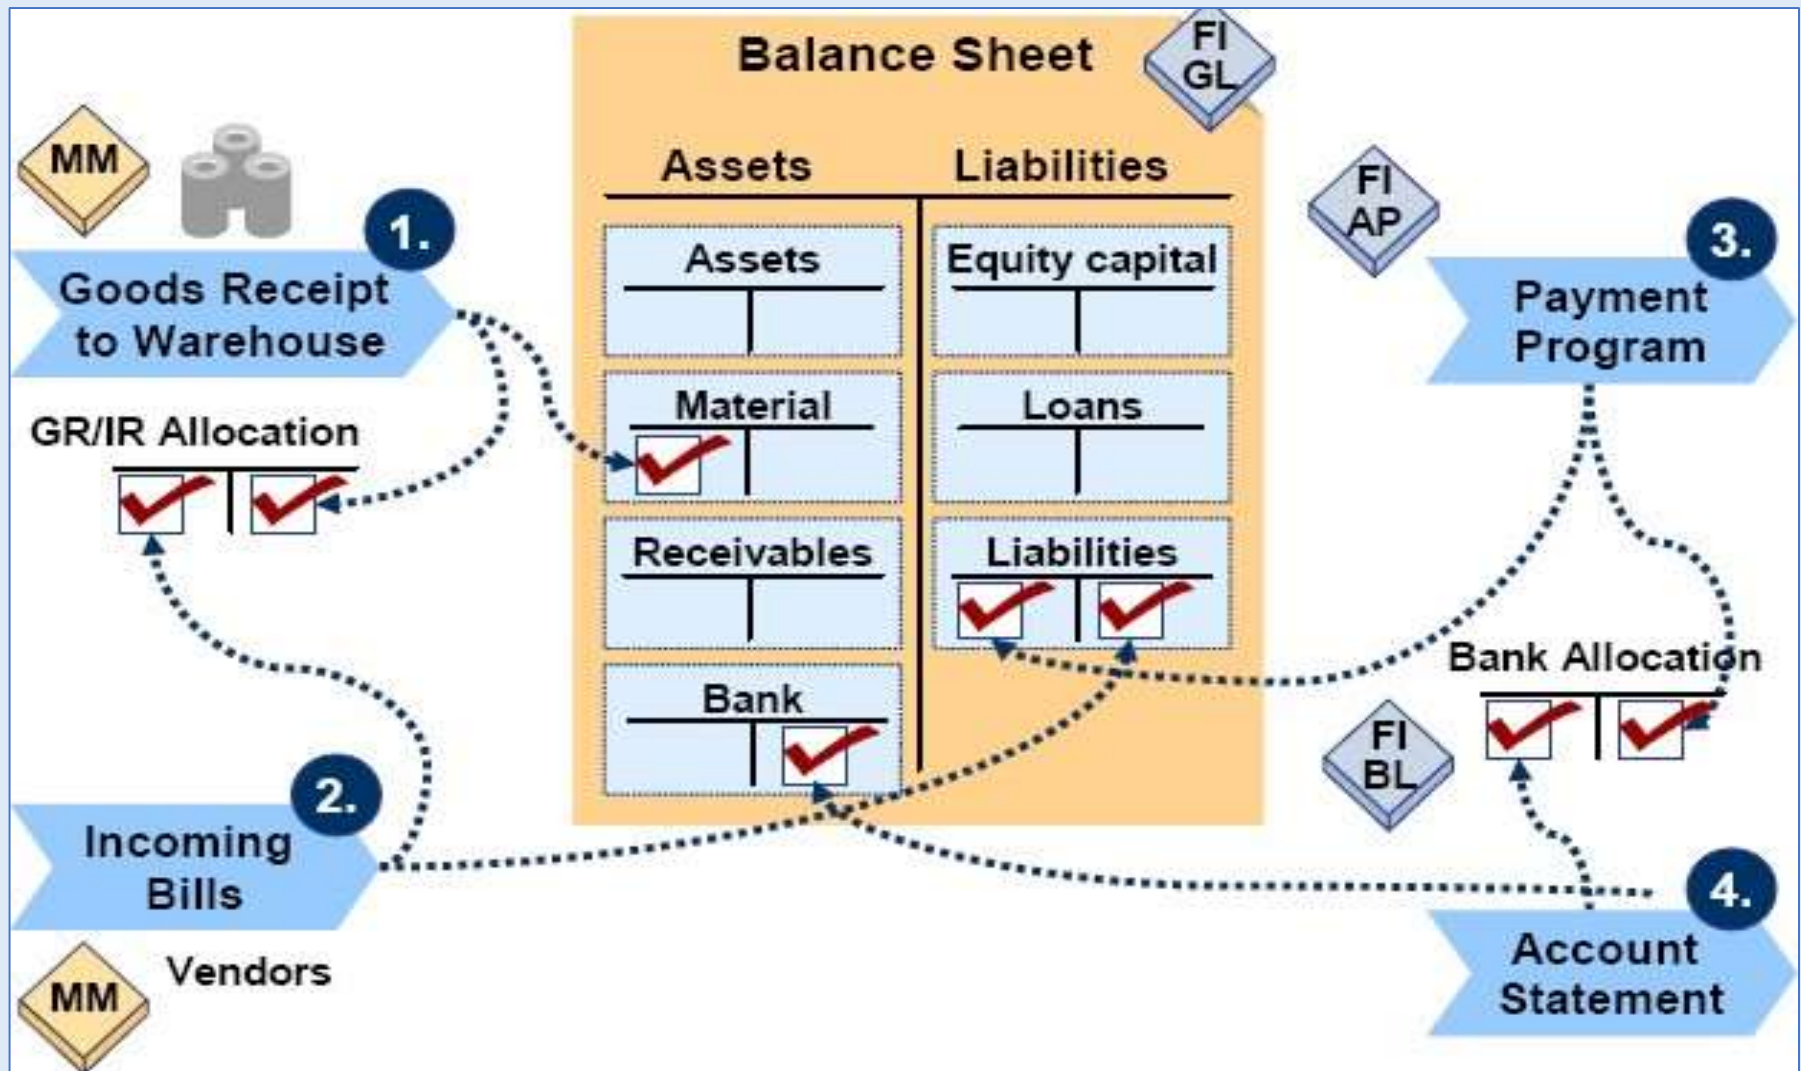 Balance Sheet
FI
GL
MM
1.
Goods Receipt
to Warehouse
GR/IR Allocation
Assets
Liabilities
Assets
Equity capital
Material
Loans
Receivables
Liabilities
Bank
FI
AP
3.
Payment
Program
Bank Allocation
FI
BL
2.
Incoming
Bills
MM
Vendors
4.
Account
Statement